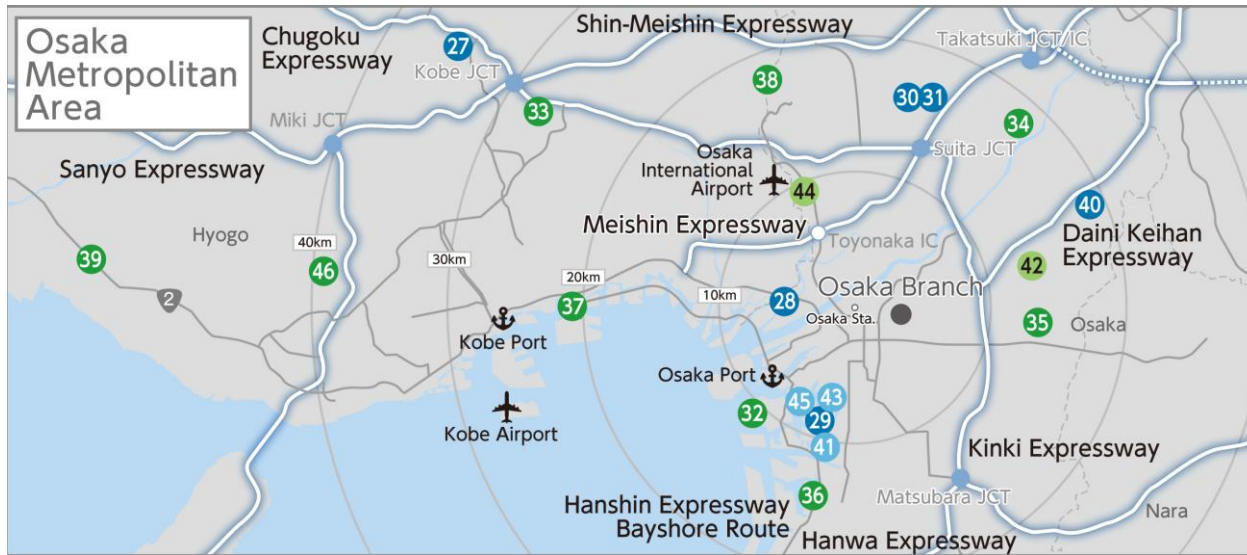 Osaka
Metropolitan
Area
Chugoku
Expressway
27
Kobe JCT
Shin-Meishin Expressway
Takatsuki JCT/IC
38
30
31
33
34
Miki JCT
Suita JCT
Sanyo Expressway
Osaka
International
Airport
44
40
Hyogo
Meishin Expressway
Toyonaka IC
Daini Keihan
Expressway
39
40km
46
30km
42
2
20km
37
10km
28
Osaka Branch
Osaka Sta.
35
Osaka
Kobe Port
Osaka Port
Kobe Airport
32
45
43
29
41
Kinki Expressway
Hanshin Expressway
Bayshore Route
36
Matsubara JCT
Nara
Hanwa Expressway